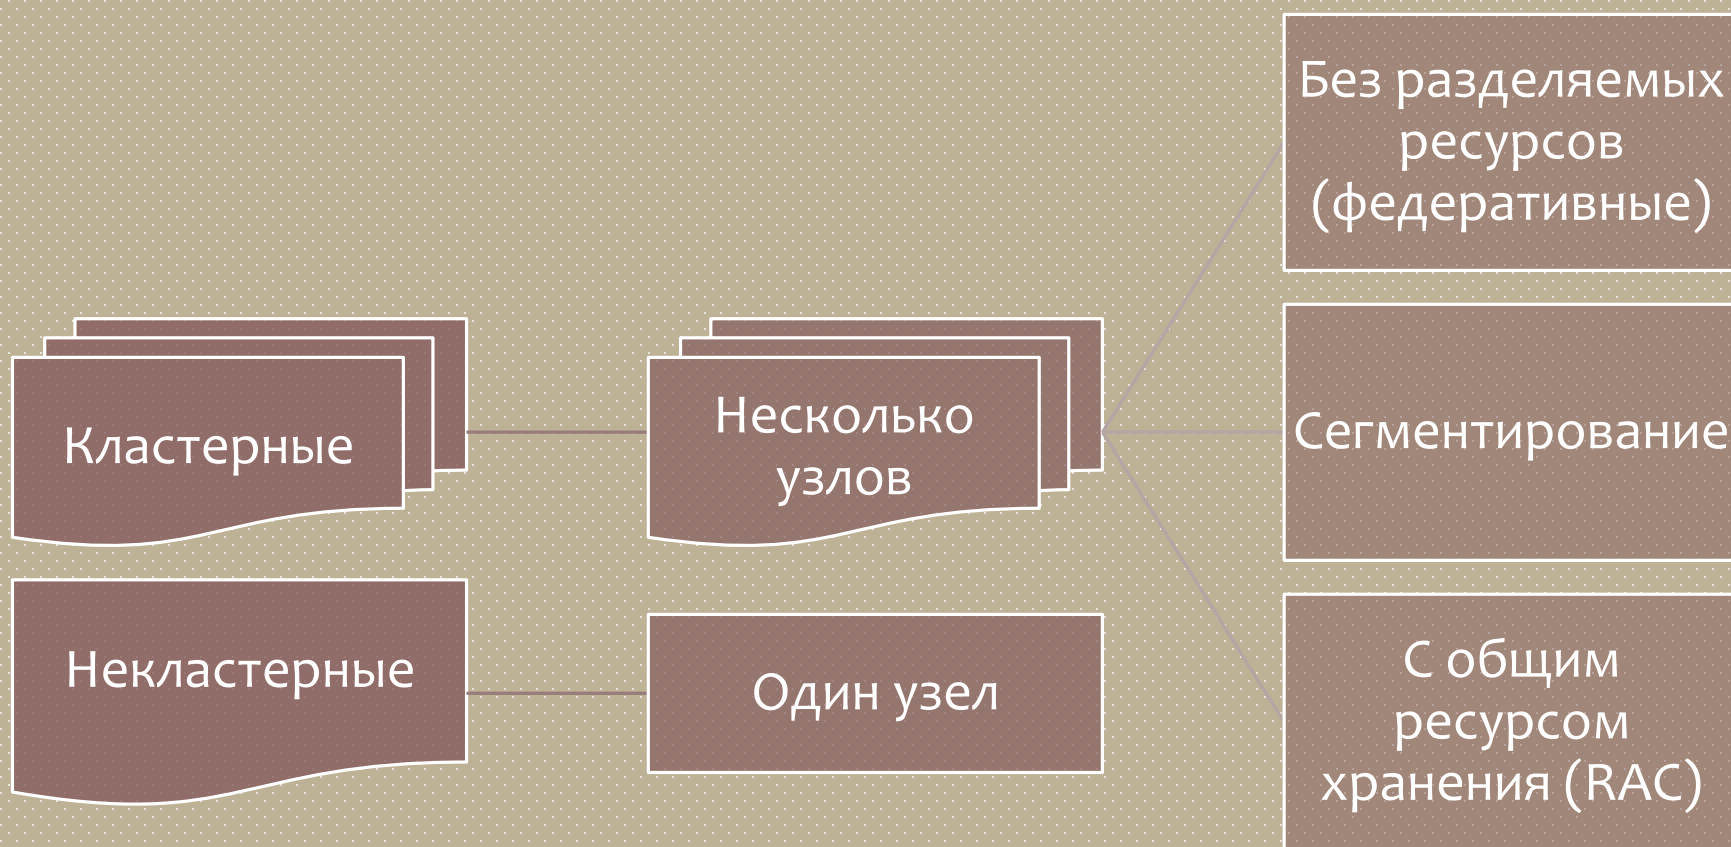 Кластерные
Несколько
узлов
Некластерные
Один узел
Без разделяемых
ресурсов
(федеративные)
Сегментирование
С общим
ресурсом
хранения (RAC)